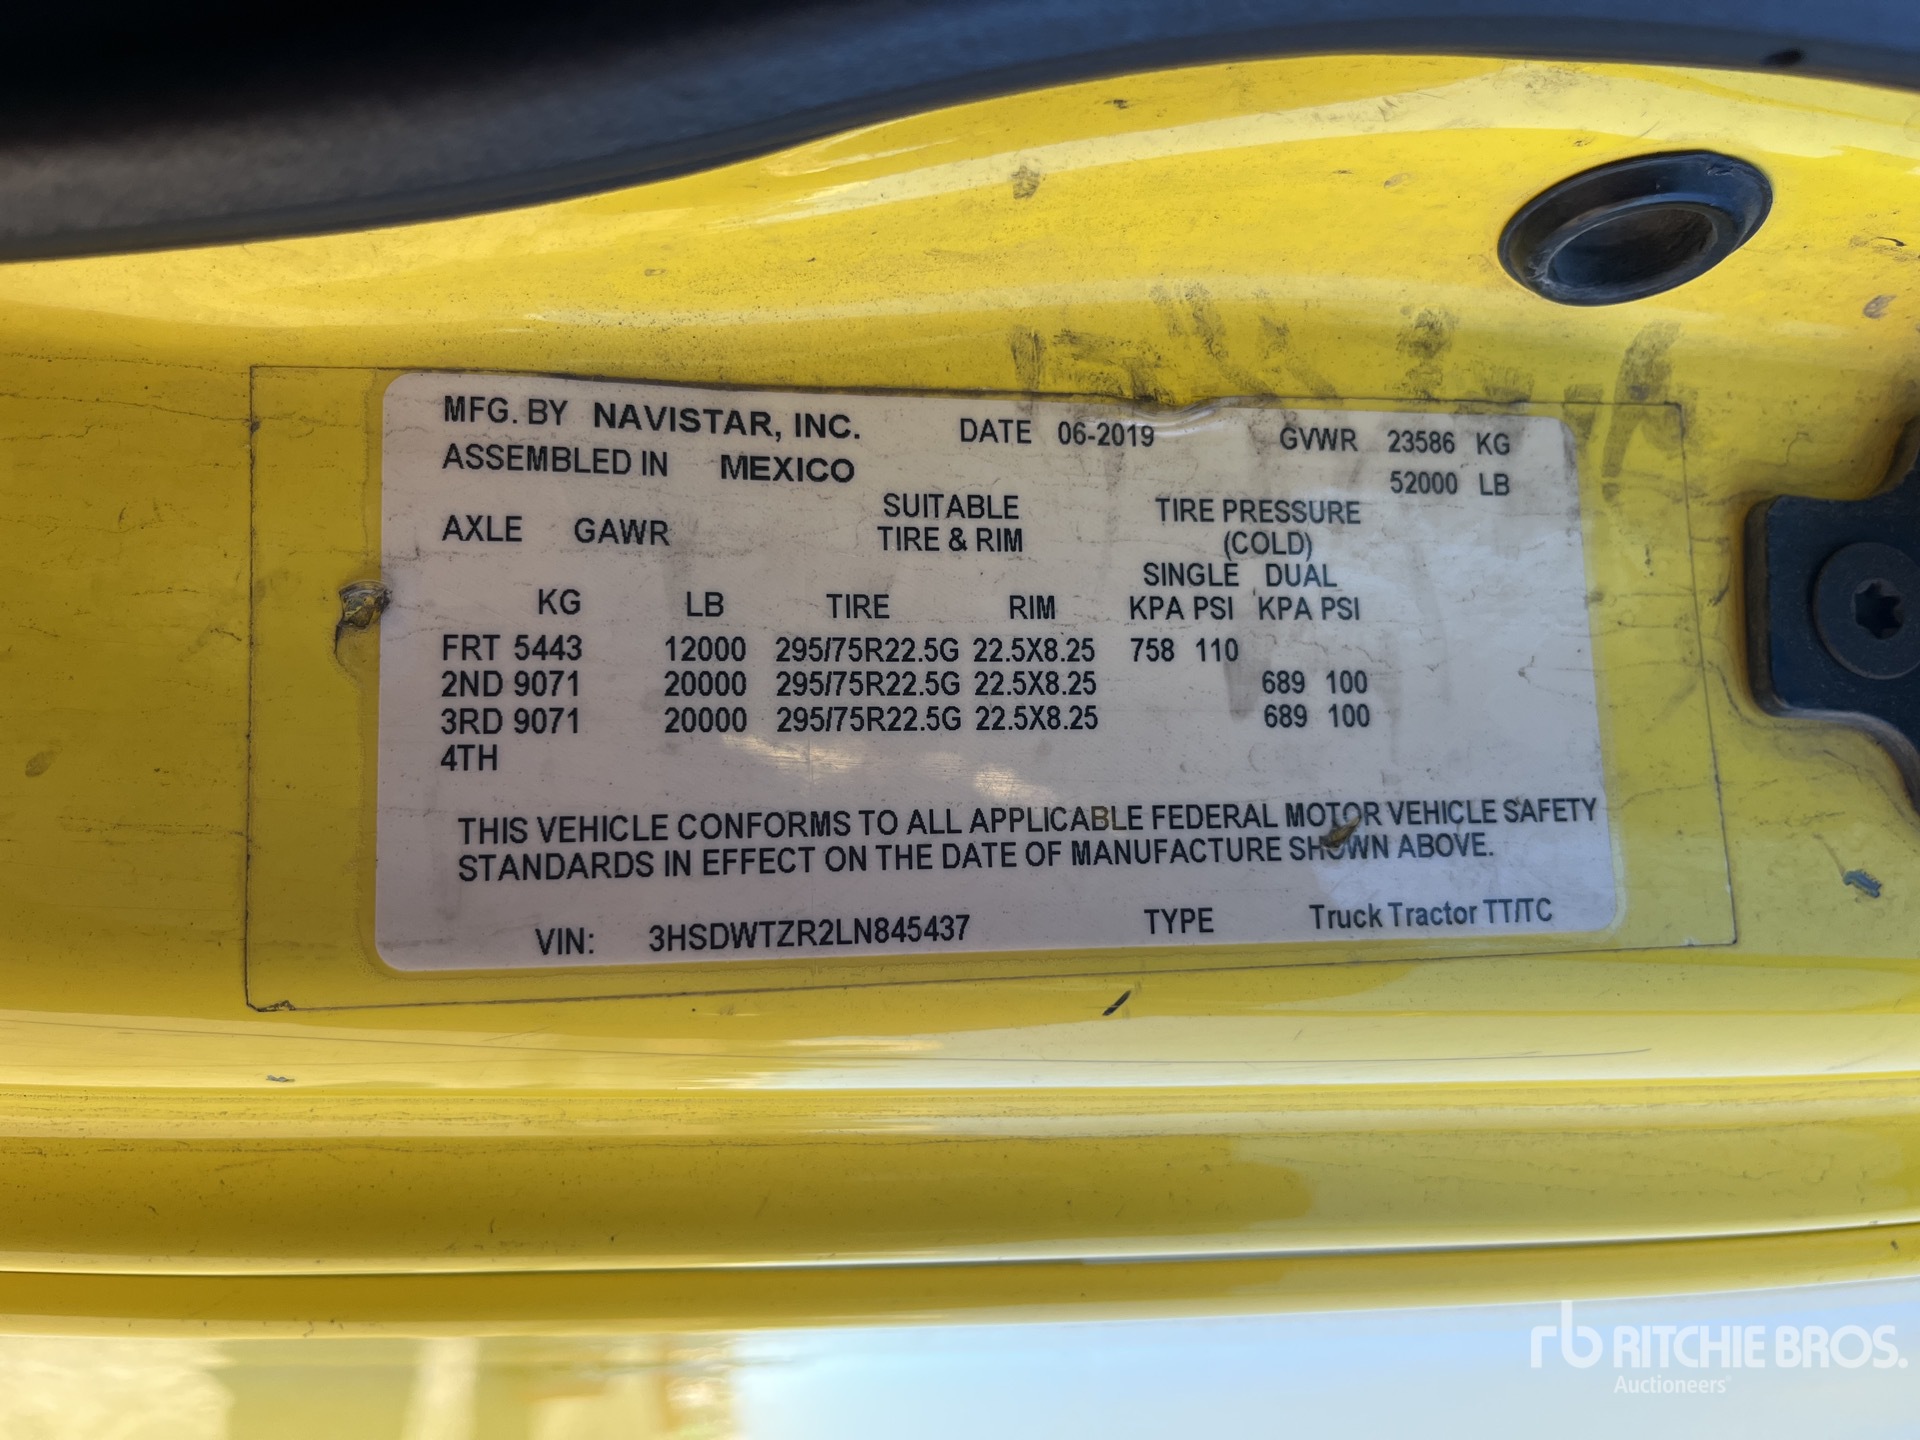 MFG. BY NAVISTAR, INC. DATE 06-2019 GVWR 23586 KG
ASSEMBLED IN MEXICO 52000 LB
AXLE GAWR SUITABLE TIRE PRESSURE
TIRE & RIM (COLD)
SINGLE DUAL
KG LB TIRE RIM KPA PSI KPA PSI
FRT 5443 12000 295/75R22.5G 22.5X8.25 758 110
2ND 9071 20000 295/75R22.5G 22.5X8.25 689 100
3RD 9071 20000 295/75R22.5G 22.5X8.25 689 100
4TH
THIS VEHICLE CONFORMS TO ALL APPLICABLE FEDERAL MOTOR VEHICLE SAFETY
STANDARDS IN EFFECT ON THE DATE OF MANUFACTURE SHOWN ABOVE.
VIN: 3HSDWTZR2LN845437 TYPE Truck Tractor TT/TC
rb RITCHIE BROS.
Auctioneers